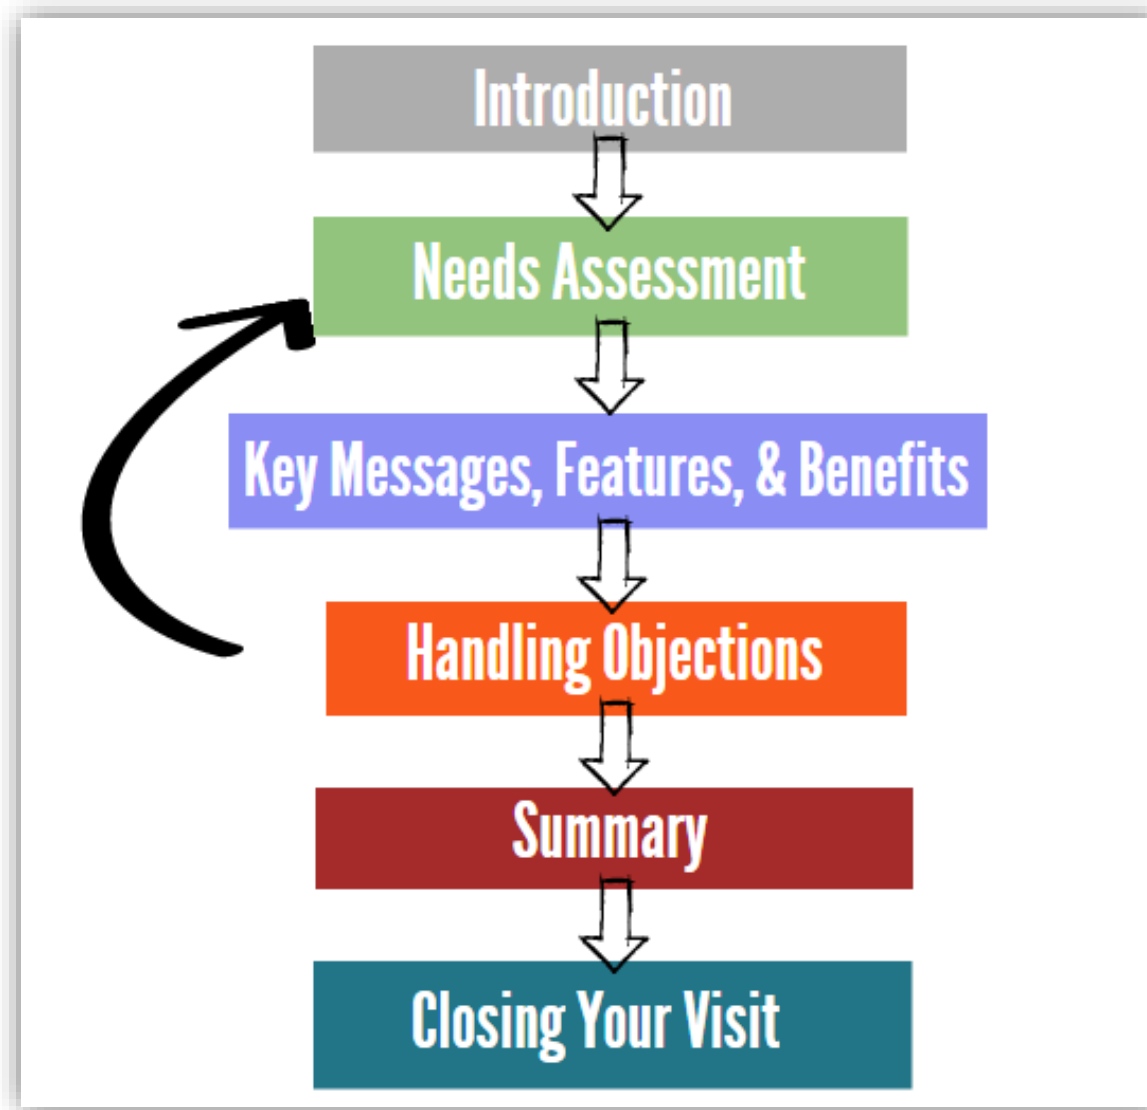 Introduction
Needs Assessment
Key Messages, Features, & Benefits
Handling Objections
Summary
Closing Your Visit